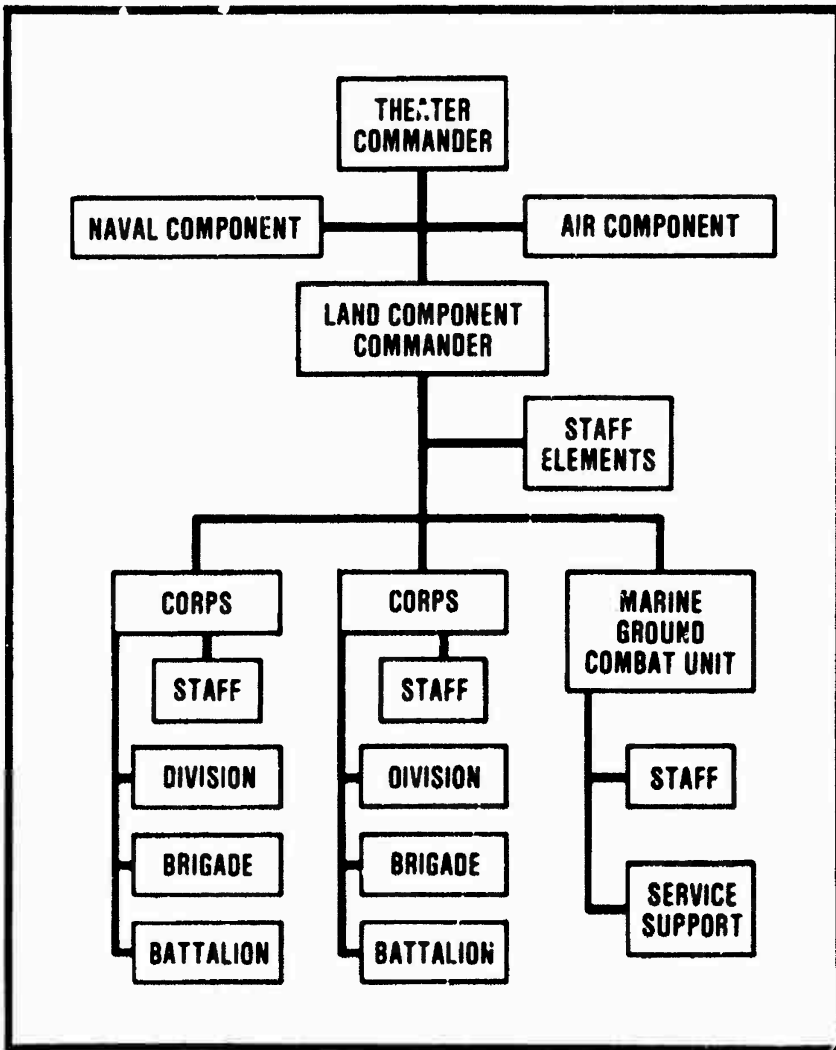 THEATER
COMMANDER
NAVAL COMPONENT
AIR COMPONENT
LAND COMPONENT
COMMANDER
STAFF
ELEMENTS
CORPS
CORPS
MARINE
GROUND
COMBAT UNIT
STAFF
STAFF
DIVISION
DIVISION
STAFF
BRIGADE
BRIGADE
SERVICE
SUPPORT
BATTALION
BATTALION